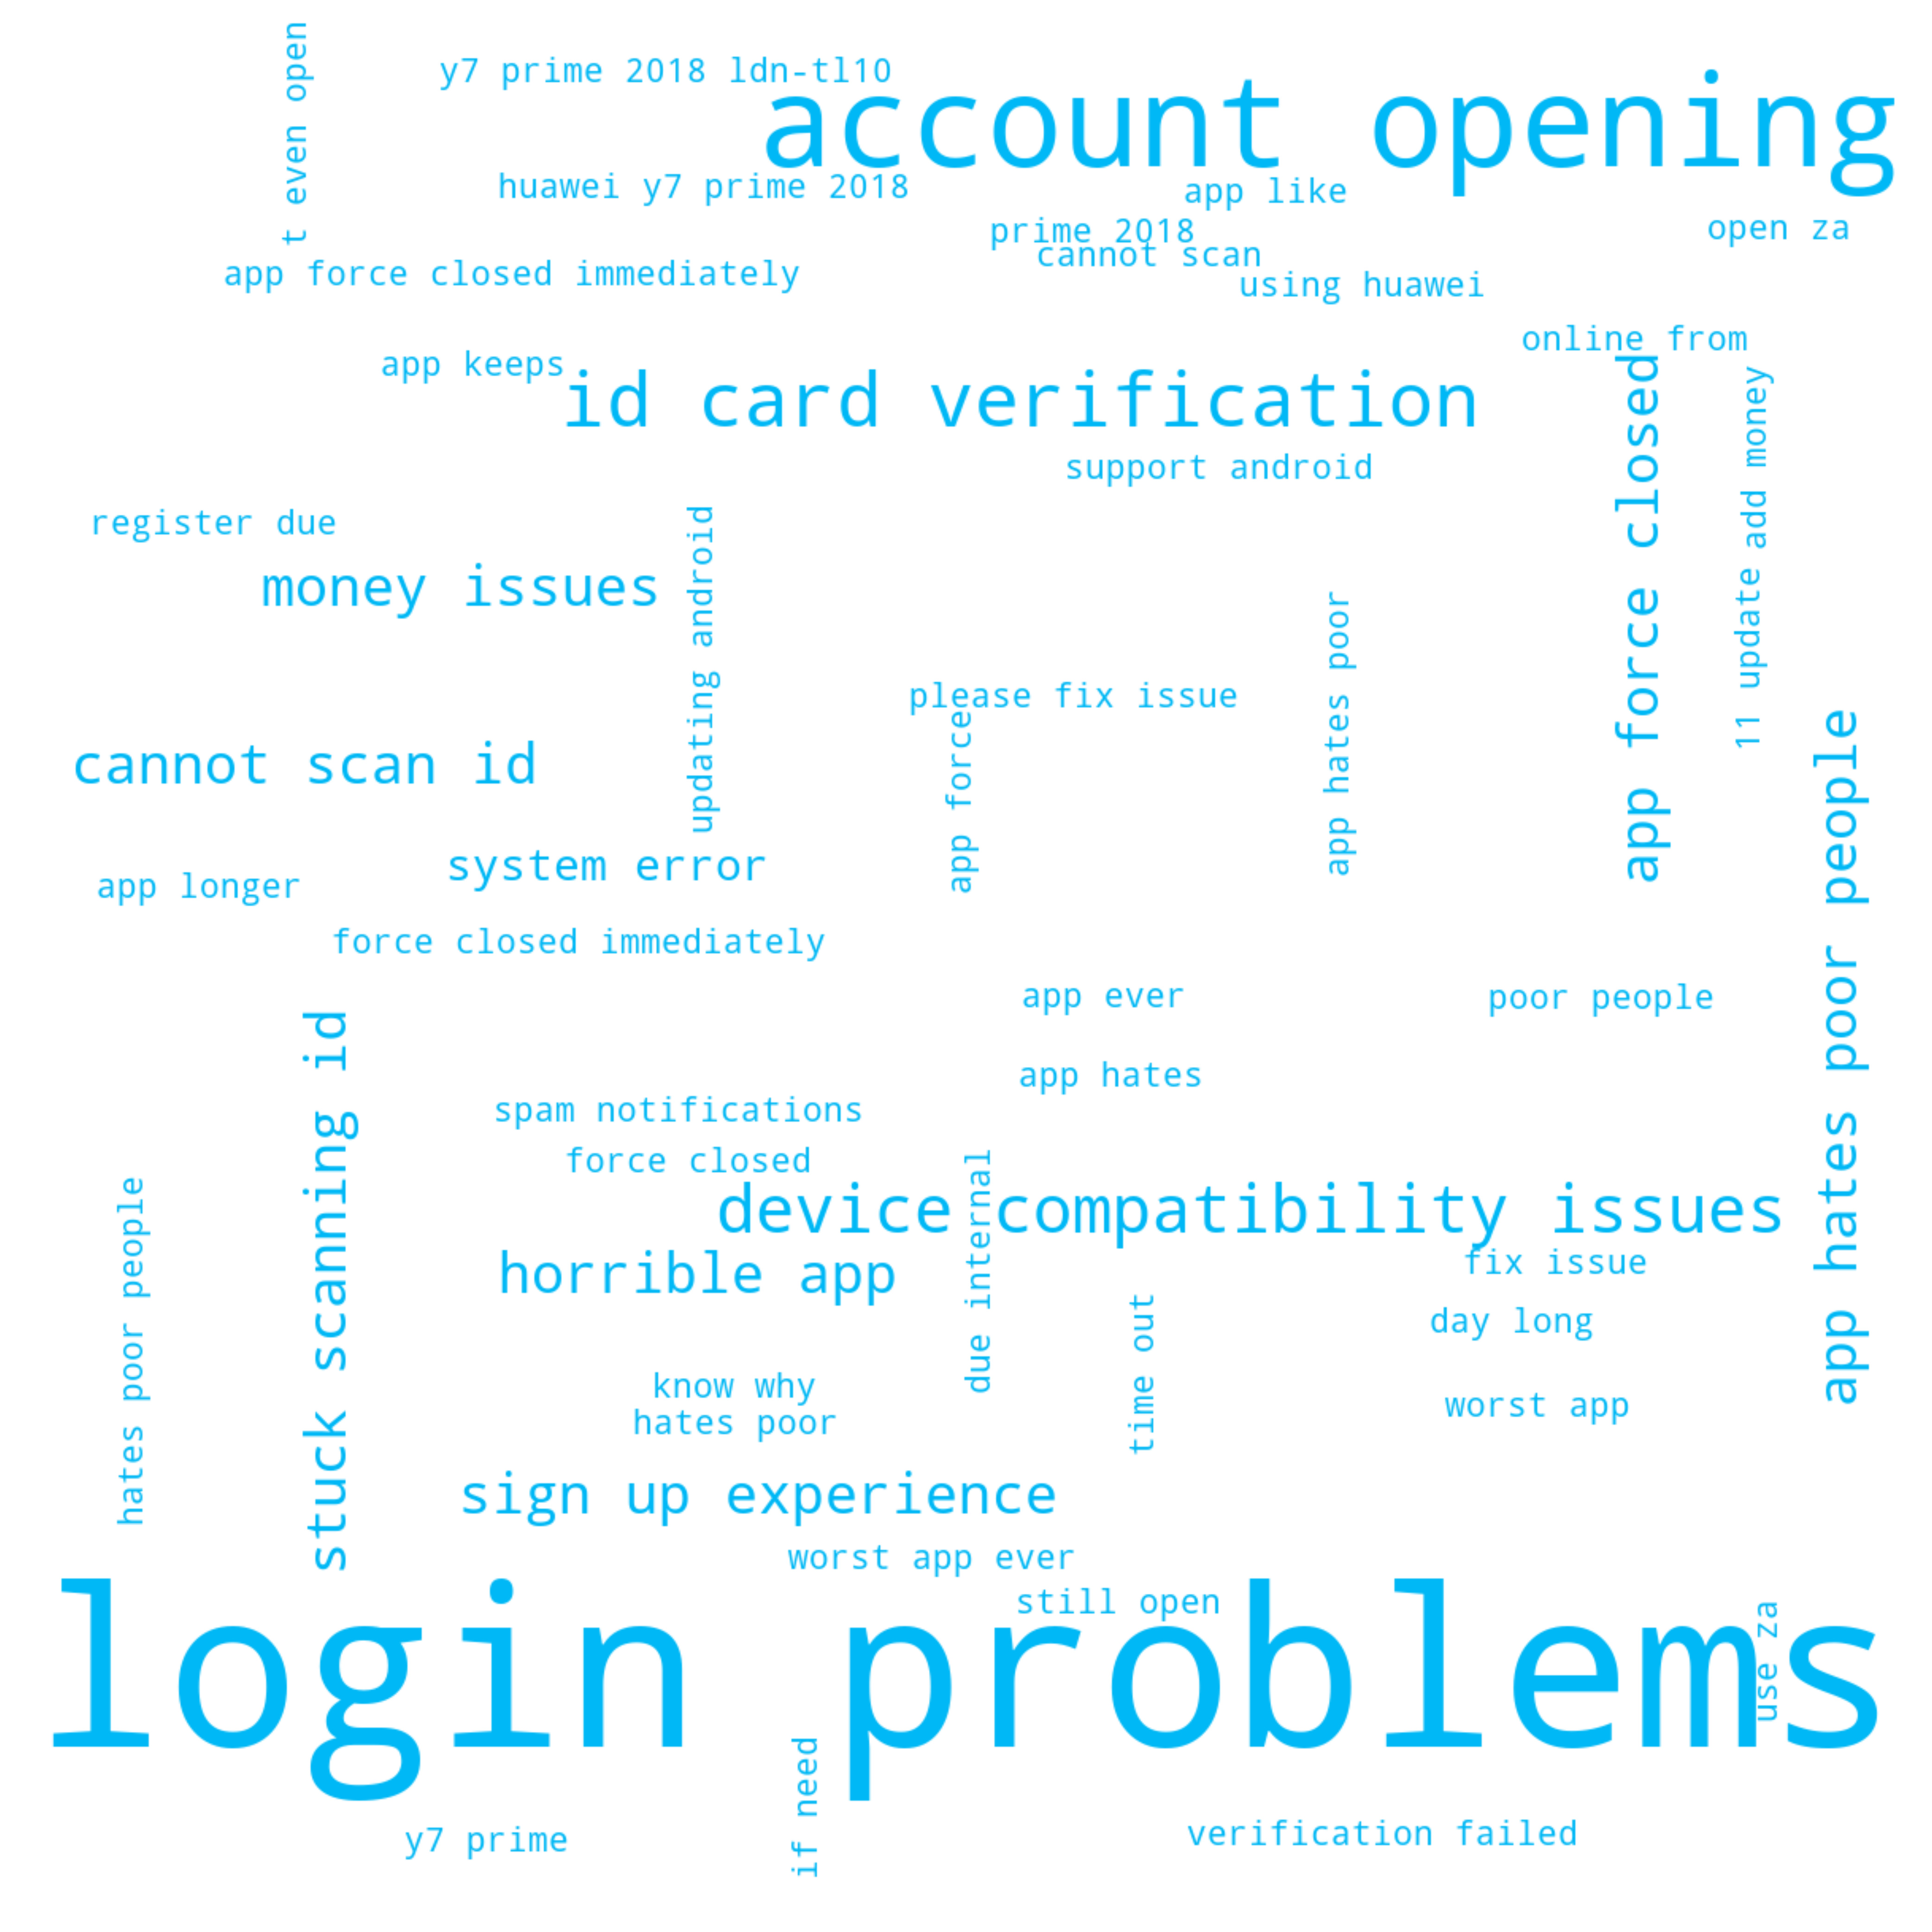 t even open
y7 prime 2018 ldn-tl10
account opening
huawei y7 prime 2018
app like
prime 2018
open za
cannot scan
app force closed immediately
using huawei
online from
app keeps
id card verification
app force closed
11 update add money
support android
register due
updating android
money issues
app hates poor
please fix issue
app force
app hates poor people
cannot scan id
system error
app longer
force closed immediately
app ever
poor people
stuck scanning id
app hates
spam notifications
force closed
due internal
hates poor people
device compatibility issues
horrible app
fix issue
time out
day long
know why
worst app
hates poor
sign up experience
worst app ever
still open
use za
login problems
if need
y7 prime
verification failed